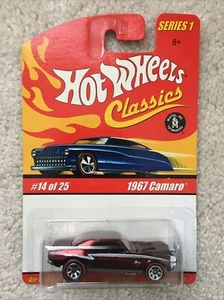 SERIES 1
8+
Hot Wheels
Classics
#14 of 25
1967 Camaro